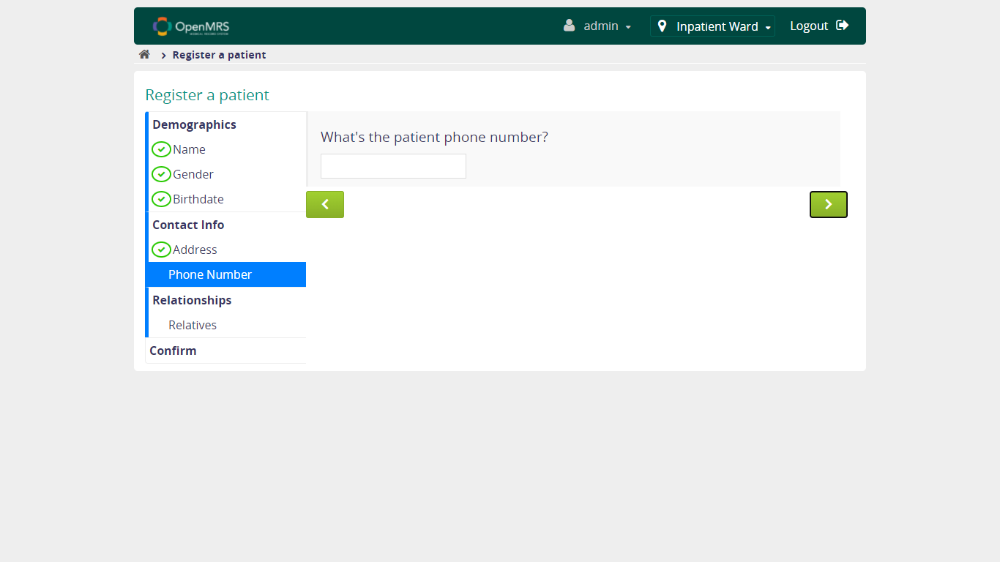 OpenMRS
admin
Inpatient Ward
Logout
Register a patient
Register a patient
Demographics
Name
Gender
Birthdate
Contact Info
Address
Phone Number
Relationships
Relatives
Confirm
What's the patient phone number?